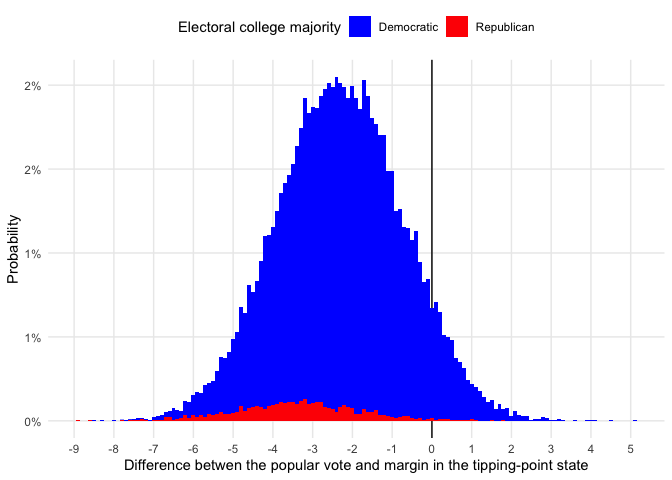 Electoral college majority Democratic Republican
2%
2%
1%
1%
0%
Probability
-9 -8 -7 -6 -5 -4 -3 -2 -1 0 1 2 3 4 5
Difference betwen the popular vote and margin in the tipping-point state